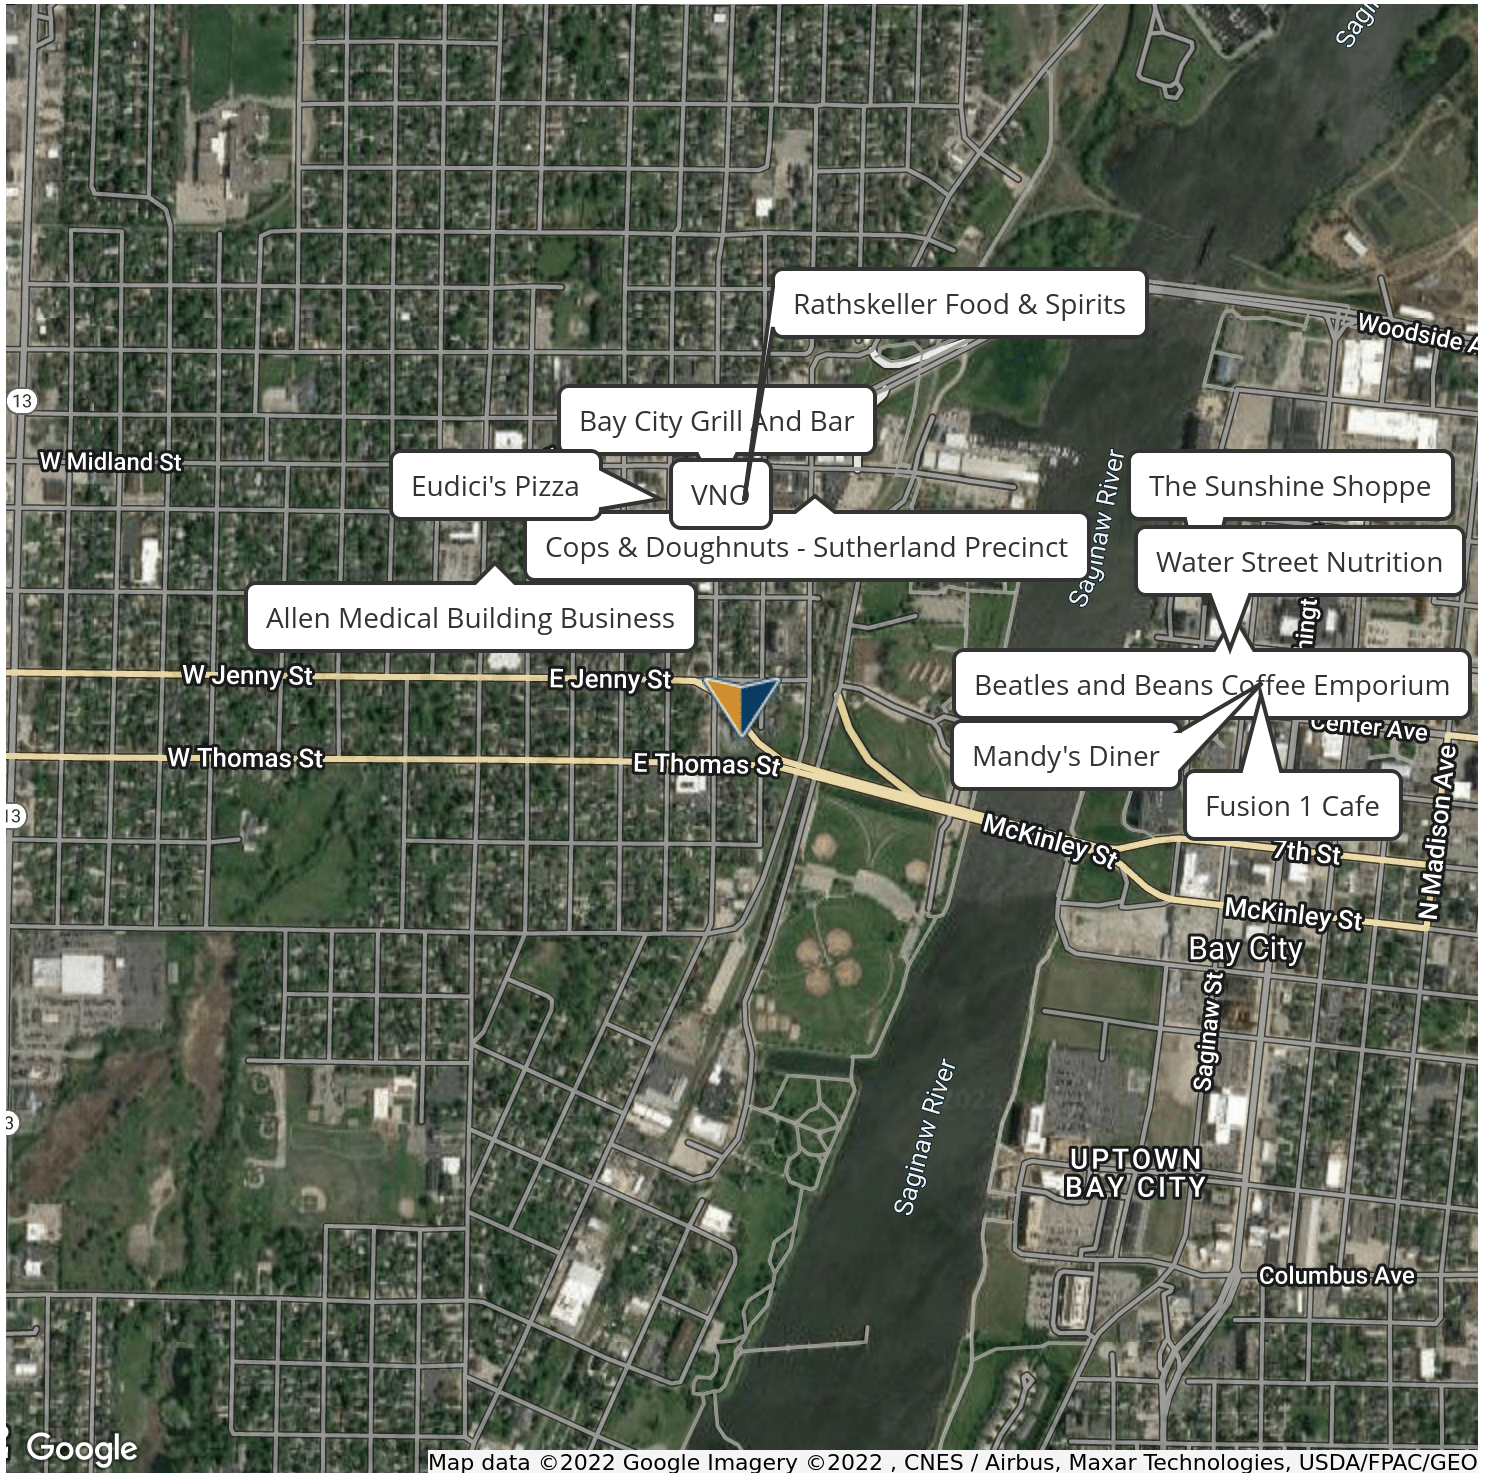 Sagi
Rathskeller Food & Spirits
Woodside A
13
Bay City Grill And Bar
W Midland St
Eudici's Pizza
VNO
The Sunshine Shoppe
Saginaw River
Cops & Doughnuts - Sutherland Precinct
Water Street Nutrition
Allen Medical Building Business
hingt
W Jenny St
E Jenny St
Beatles and Beans Coffee Emporium
Center Ave
W Thomas St
E Thomas St
Mandy's Diner
N Madison Ave
13
Fusion 1 Cafe
McKinley St
7th St
McKinley St
Bay City
Saginaw St
3
Saginaw River
UPTOWN
BAY CITY
Columbus Ave
Google
Map data ©2022 Google Imagery ©2022 , CNES / Airbus, Maxar Technologies, USDA/FPAC/GEO